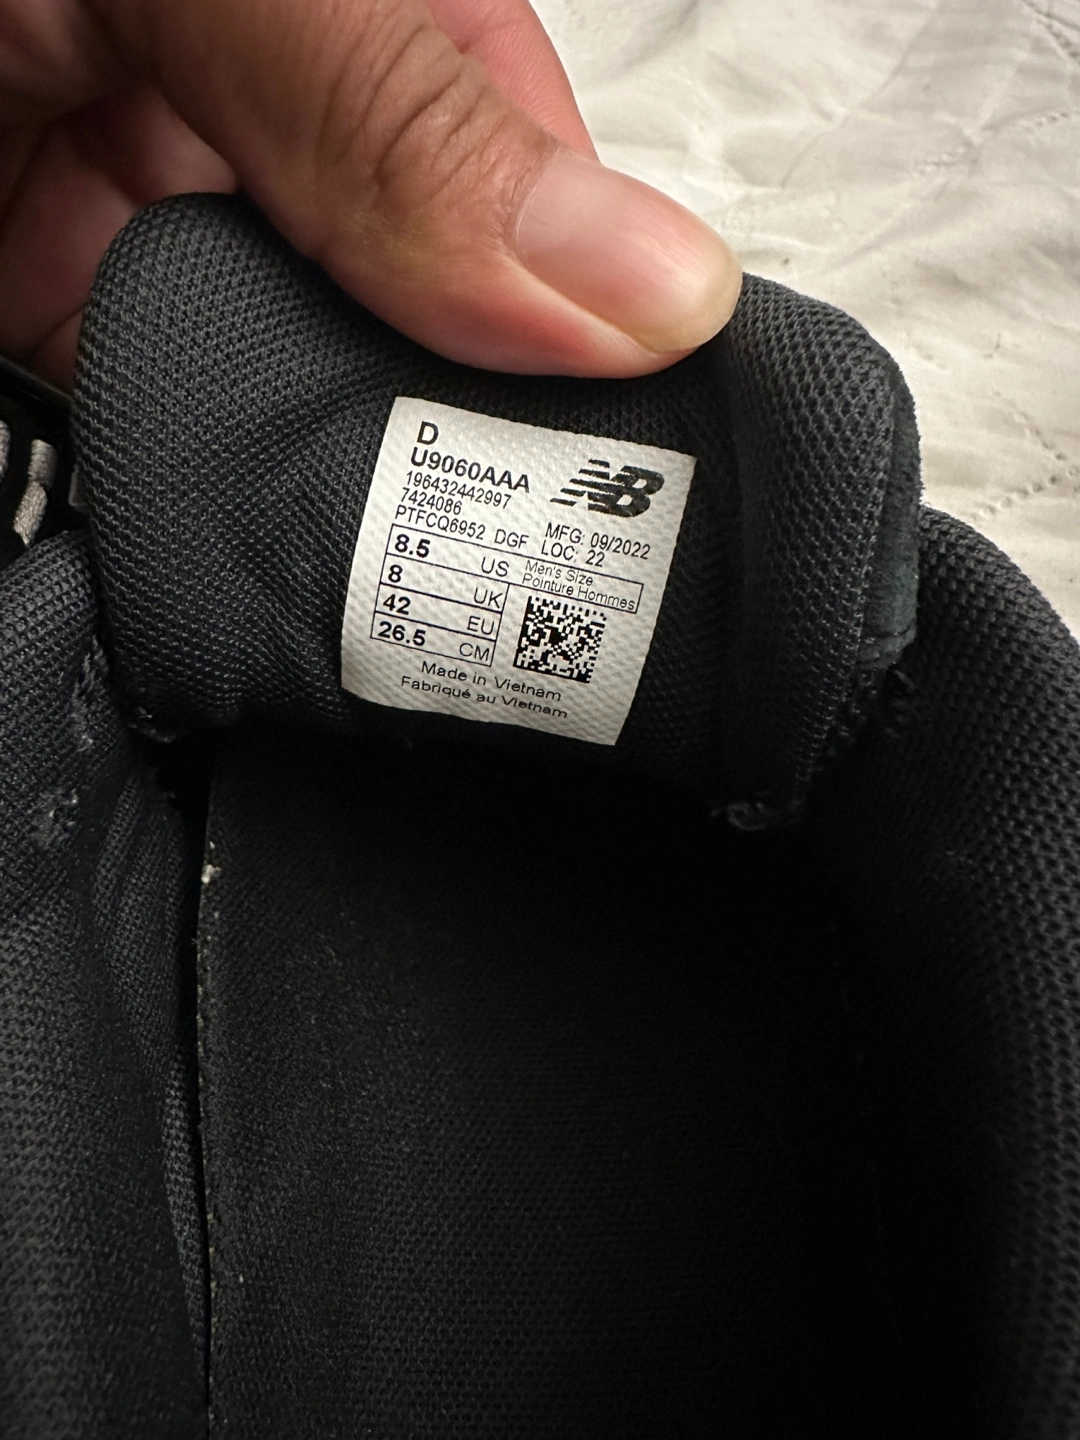 D
U9060AAA
196432442997
7424086
PTFCQ6952 DGF
NB
MFG: 09/2022
LOC: 22
8.5 US
8 UK
42 EU
26.5 CM
Men's Size
Pointure Hommes
Made in Vietnam
Fabriqué au Vietnam